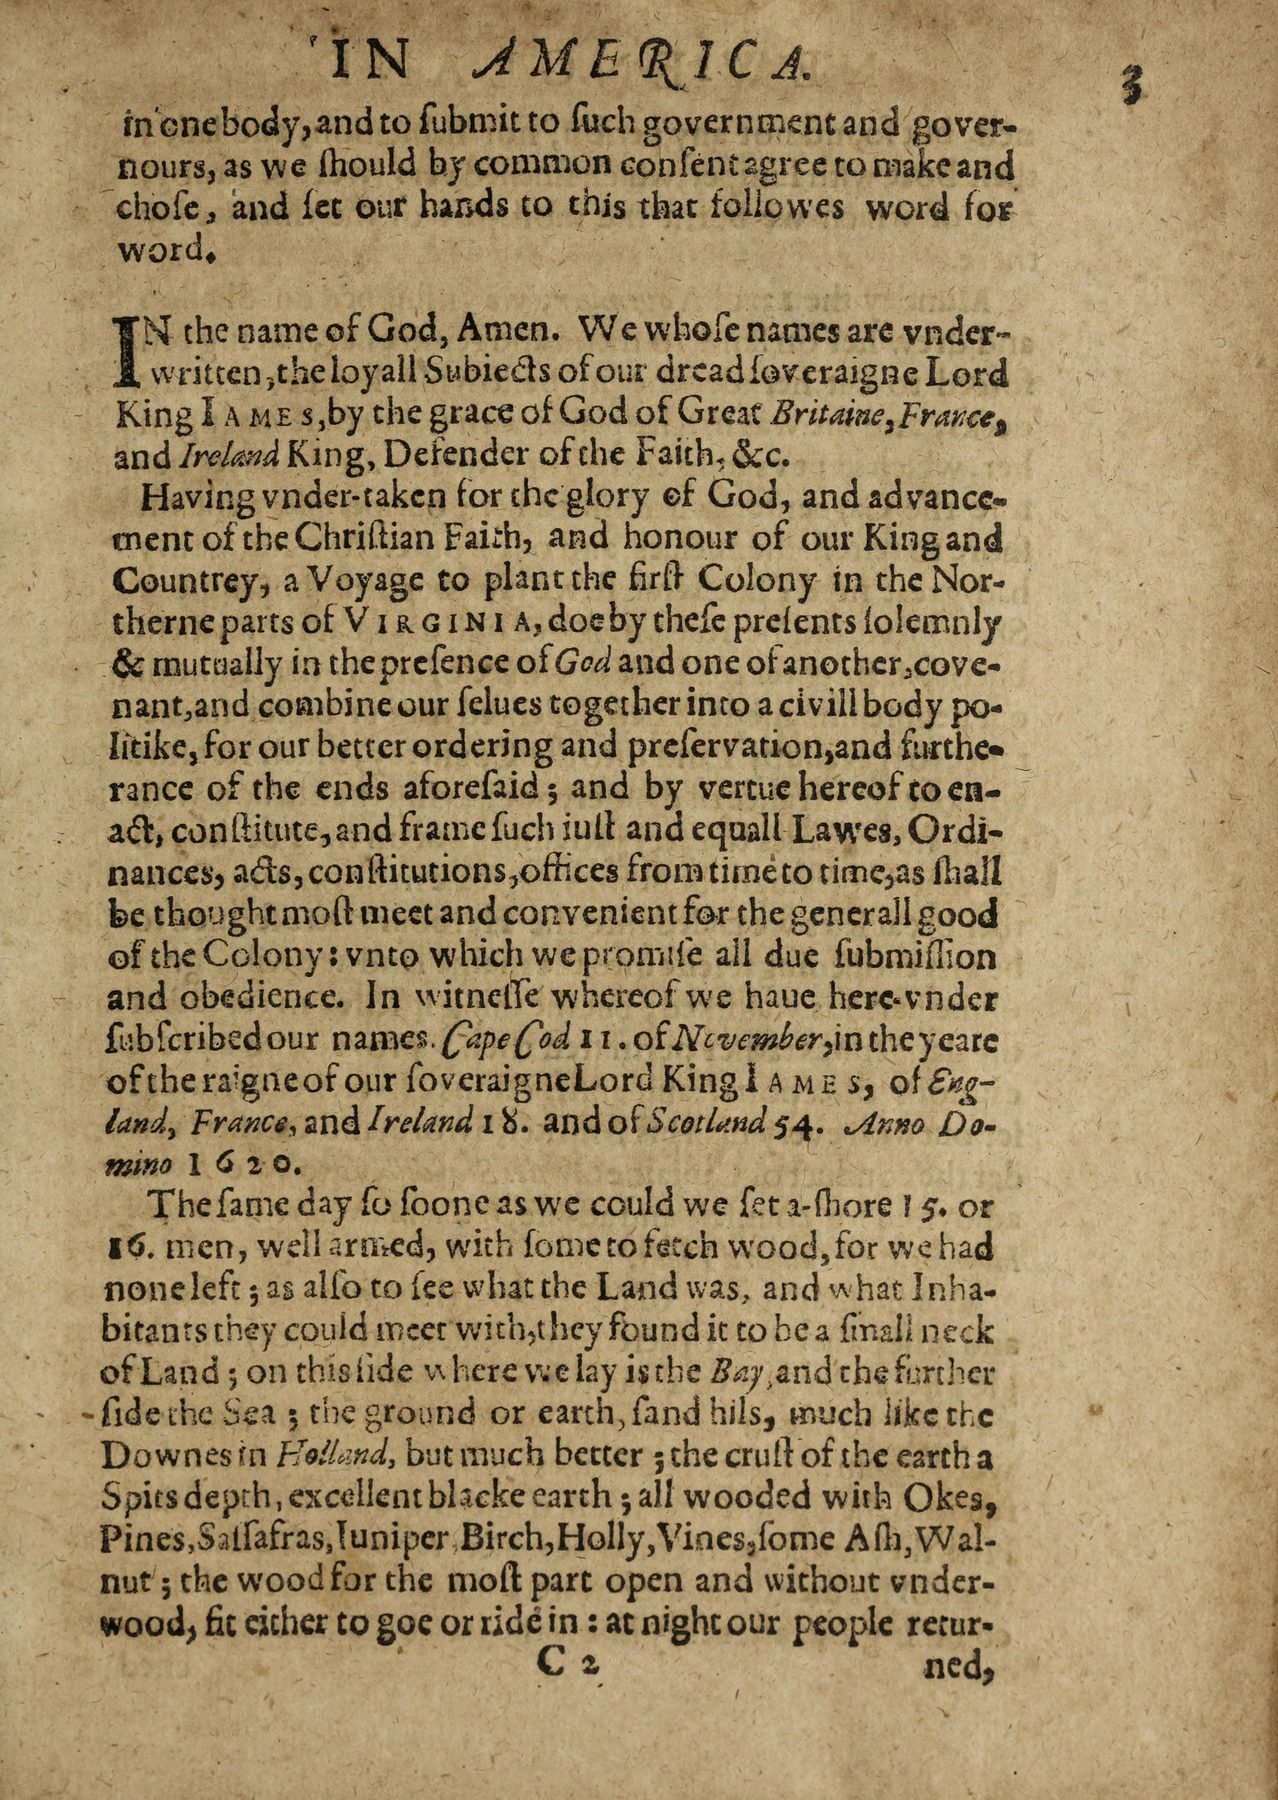 IN AMERICA. 3
in one body, and to ſubmit to ſuch government and gover-
nours, as we ſhould by common conſent agree to make and
choſe, and ſet our hands to this that followes word for
word.
IN the name of God, Amen. We whoſe names are vnder-
written, the loyall Subiects of our dread ſoveraigne Lord
King IAMES, by the grace of God of Great Britaine, France,
and Ireland King, Defender of the Faith, &c.
Having vnder-taken for the glory of God, and advance-
ment of the Chriſtian Faith, and honour of our King and
Countrey, a Voyage to plant the firſt Colony in the Nor-
therne parts of VIRGINIA, doe by theſe preſents ſolemnly
& mutually in the preſence of God and one of another, cove-
nant, and combine our ſelues together into a civill body po-
litike, for our better ordering and preſervation, and furthe-
rance of the ends aforeſaid; and by vertue hereof to en-
act, conſtitute, and frame ſuch iuſt and equall Lawes, Ordi-
nances, acts, conſtitutions, offices from time to time, as ſhall
be thought moſt meet and convenient for the generall good
of the Colony: vnto which we promiſe all due ſubmiſſion
and obedience. In witneſſe whereof we haue here-vnder
ſubſcribed our names. Cape Cod 11. of November, in the yeare
of the raigne of our ſoveraigne Lord King IAMES, of Eng-
land, France, and Ireland 18. and of Scotland 54. Anno Do-
mino 1620.
The ſame day ſo ſoone as we could we ſet a-ſhore 15. or
16. men, well armed, with ſome to fetch wood, for we had
none left; as alſo to ſee what the Land was, and what Inha-
bitants they could meet with, they found it to be a ſmall neck
of Land; on this ſide where we lay is the Bay, and the further
ſide the Sea; the ground or earth, ſand hils, much like the
Downes in Holland, but much better; the cruſt of the earth a
Spits depth, excellent blacke earth; all wooded with Okes,
Pines, Saſſafras, Iuniper, Birch, Holly, Vines, ſome Aſh, Wal-
nut; the wood for the moſt part open and without vnder-
wood, fit either to goe or ride in: at night our people retur-
C 2 ned,